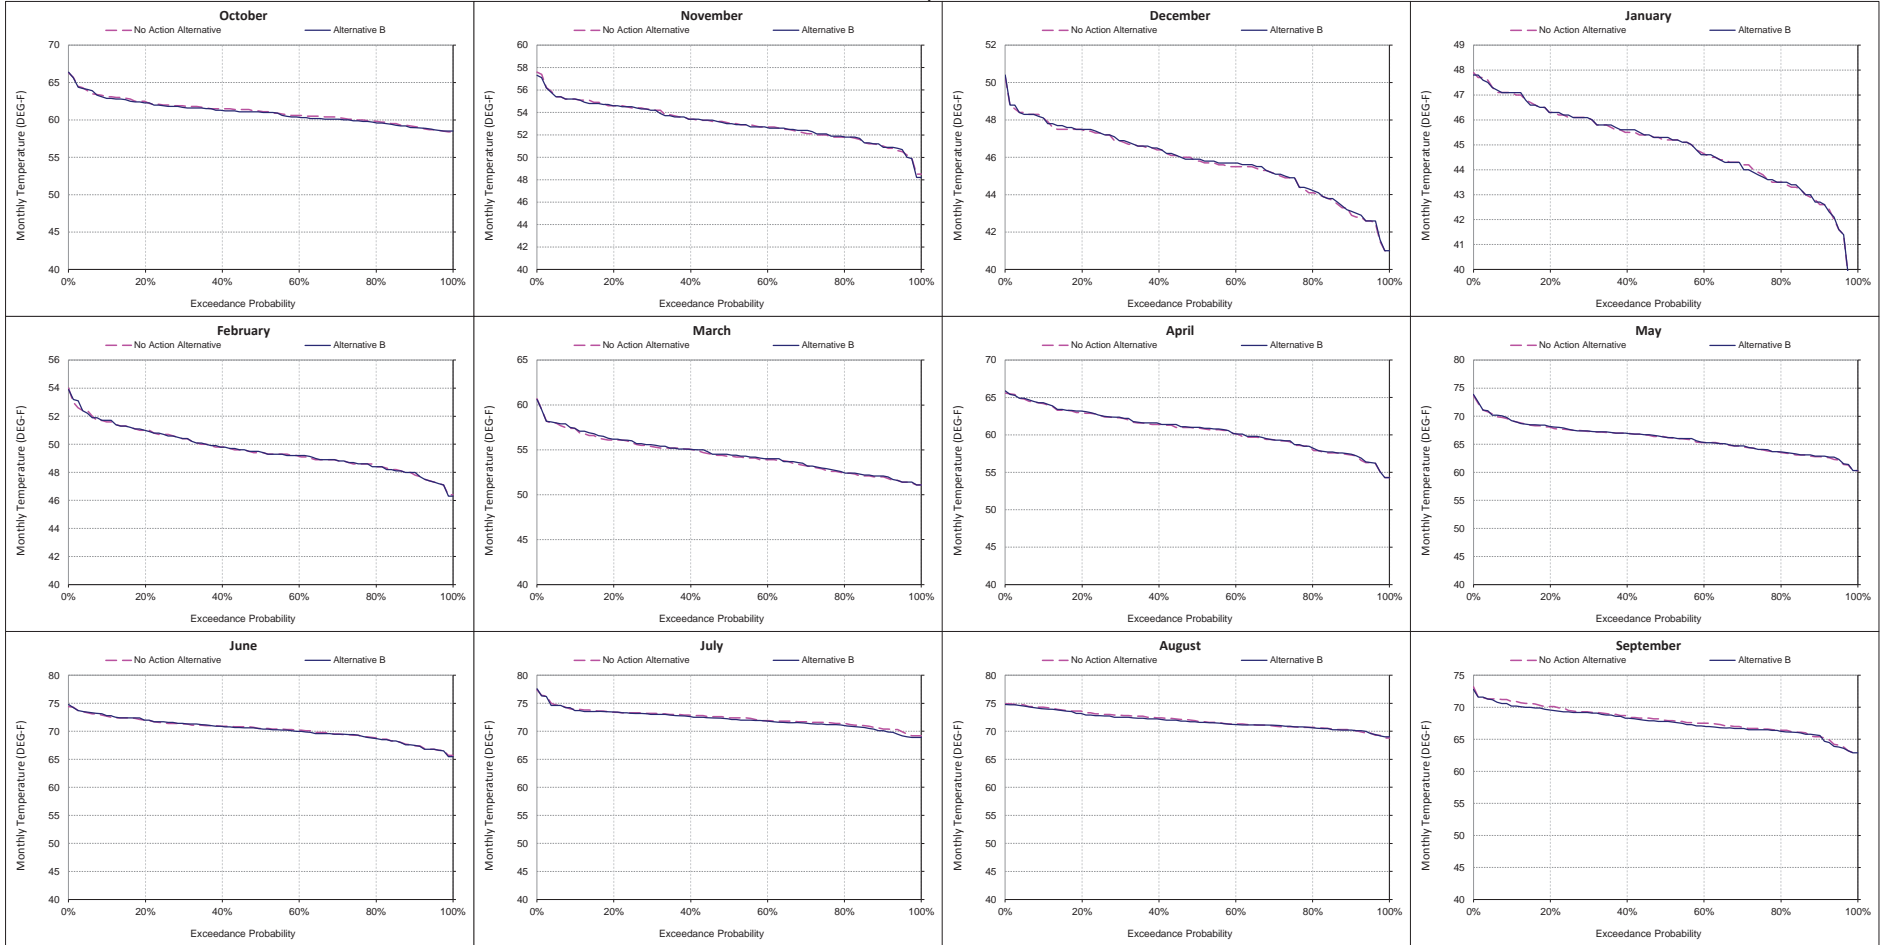 October
No Action Alternative Alternative B
Monthly Temperature (DEG-F)
70
65
60
55
50
45
40
0% 20% 40% 60% 80% 100%
Exceedance Probability
November
No Action Alternative Alternative B
Monthly Temperature (DEG-F)
60
58
56
54
52
50
48
46
44
42
40
0% 20% 40% 60% 80% 100%
Exceedance Probability
December
No Action Alternative Alternative B
Monthly Temperature (DEG-F)
52
50
48
46
44
42
40
0% 20% 40% 60% 80% 100%
Exceedance Probability
January
No Action Alternative Alternative B
Monthly Temperature (DEG-F)
49
48
47
46
45
44
43
42
41
40
0% 20% 40% 60% 80% 100%
Exceedance Probability
February
No Action Alternative Alternative B
Monthly Temperature (DEG-F)
56
54
52
50
48
46
44
42
40
0% 20% 40% 60% 80% 100%
Exceedance Probability
March
No Action Alternative Alternative B
Monthly Temperature (DEG-F)
65
60
55
50
45
40
0% 20% 40% 60% 80% 100%
Exceedance Probability
April
No Action Alternative Alternative B
Monthly Temperature (DEG-F)
70
65
60
55
50
45
40
0% 20% 40% 60% 80% 100%
Exceedance Probability
May
No Action Alternative Alternative B
Monthly Temperature (DEG-F)
80
75
70
65
60
55
50
45
40
0% 20% 40% 60% 80% 100%
Exceedance Probability
June
No Action Alternative Alternative B
Monthly Temperature (DEG-F)
80
75
70
65
60
55
50
45
40
0% 20% 40% 60% 80% 100%
Exceedance Probability
July
No Action Alternative Alternative B
Monthly Temperature (DEG-F)
80
75
70
65
60
55
50
45
40
0% 20% 40% 60% 80% 100%
Exceedance Probability
August
No Action Alternative Alternative B
Monthly Temperature (DEG-F)
80
75
70
65
60
55
50
45
40
0% 20% 40% 60% 80% 100%
Exceedance Probability
September
No Action Alternative Alternative B
Monthly Temperature (DEG-F)
75
70
65
60
55
50
45
40
0% 20% 40% 60% 80% 100%
Exceedance Probability